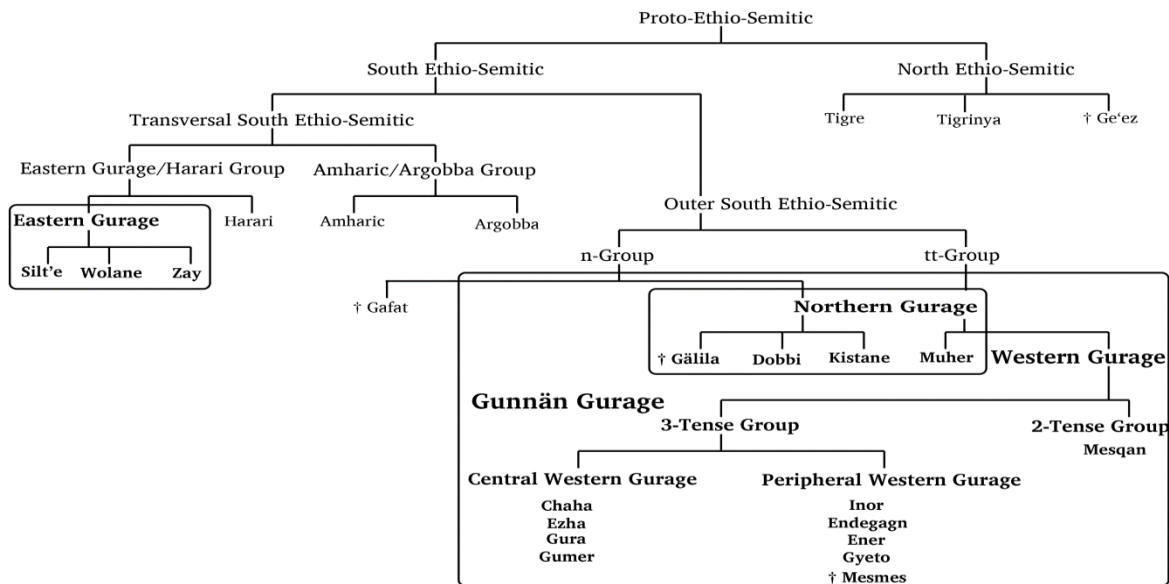 Proto-Ethio-Semitic
South Ethio-Semitic
North Ethio-Semitic
Tigre
Tigrinya
† Ge‘ez
Transversal South Ethio-Semitic
Eastern Gurage/Harari Group
Amharic/Argobba Group
Eastern Gurage
Harari
Amharic
Argobba
Silt’e
Wolane
Zay
Outer South Ethio-Semitic
n-Group
tt-Group
† Gafat
Northern Gurage
† Gälila
Dobbi
Kistane
Muher
Western Gurage
Gunnän Gurage
3-Tense Group
2-Tense Group
Mesqan
Central Western Gurage
Chaha
Ezha
Gura
Gumer
Peripheral Western Gurage
Inor
Endegagn
Ener
Gyeto
† Mesmes